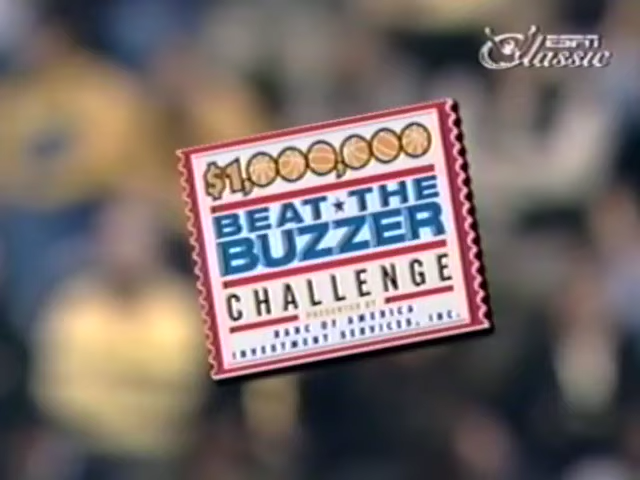 ESPN
Classic
$1,000,000
BEAT★THE
BUZZER
CHALLENGE
PRESENTED BY
BANC OF AMERICA
INVESTMENT SERVICES, INC.